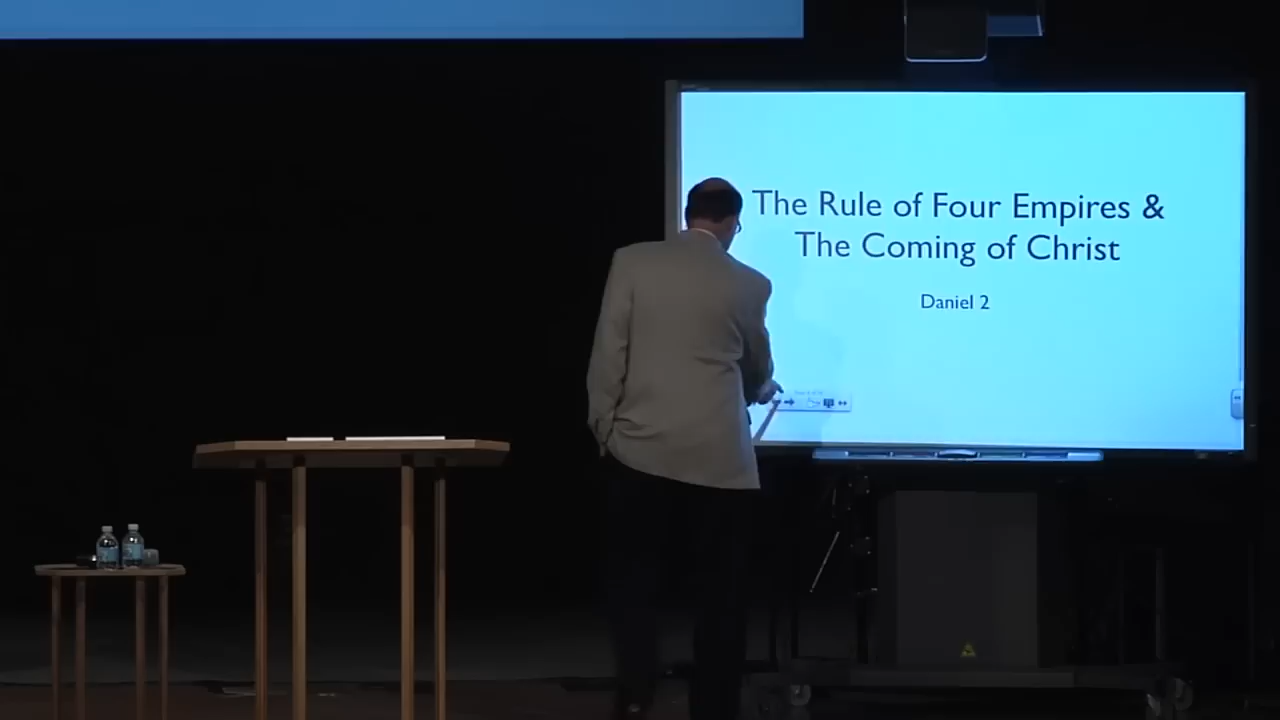 The Rule of Four Empires &
The Coming of Christ
Daniel 2